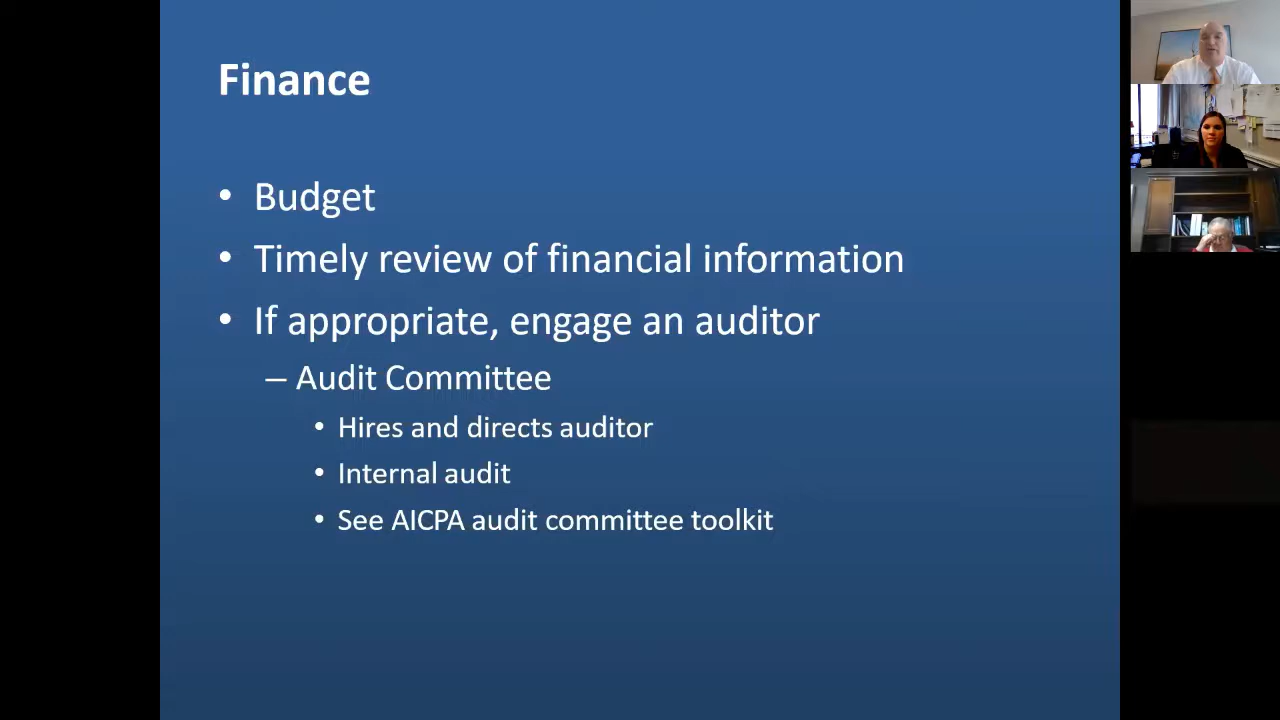 Finance
• Budget
• Timely review of financial information
• If appropriate, engage an auditor
– Audit Committee
• Hires and directs auditor
• Internal audit
• See AICPA audit committee toolkit